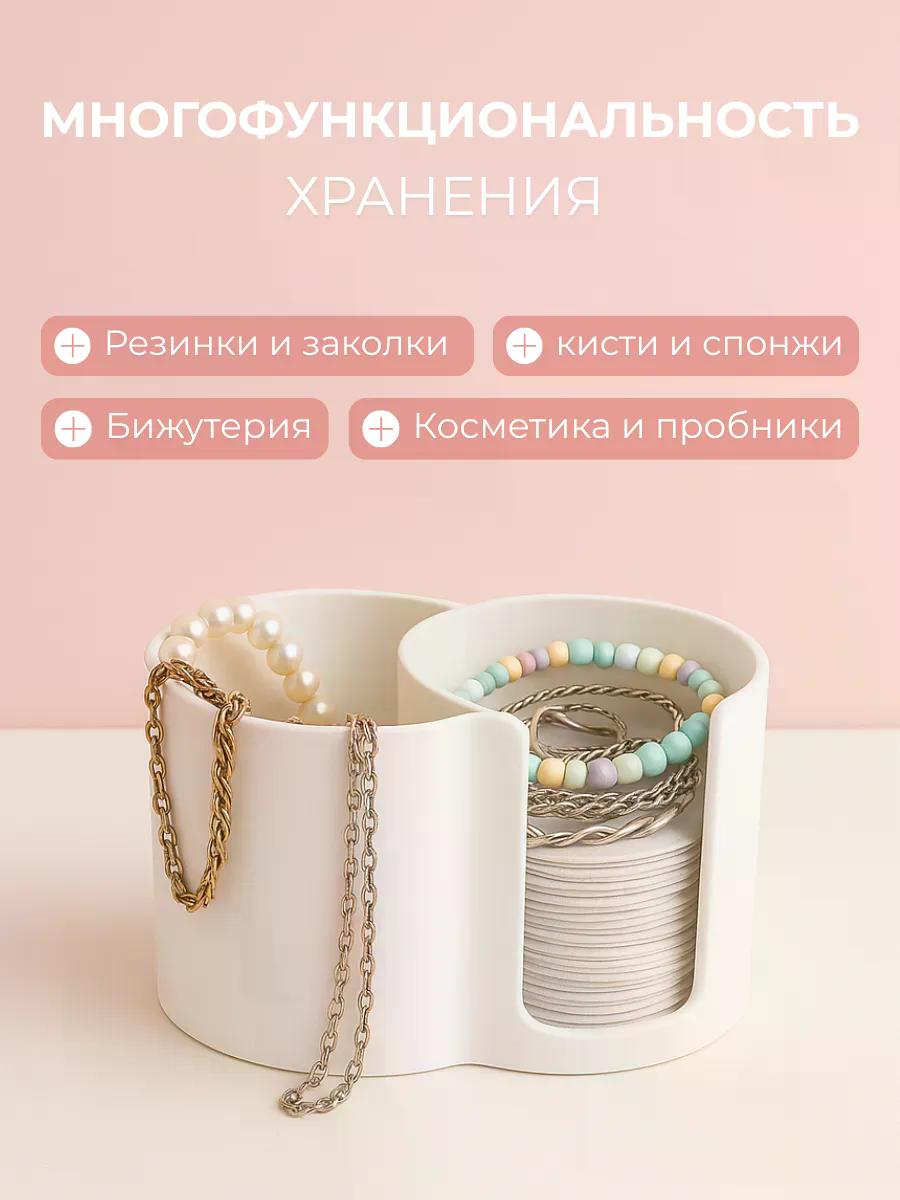 МНОГОФУНКЦИОНАЛЬНОСТЬ
ХРАНЕНИЯ
Резинки и заколки
кисти и спонжи
Бижутерия
Косметика и пробники